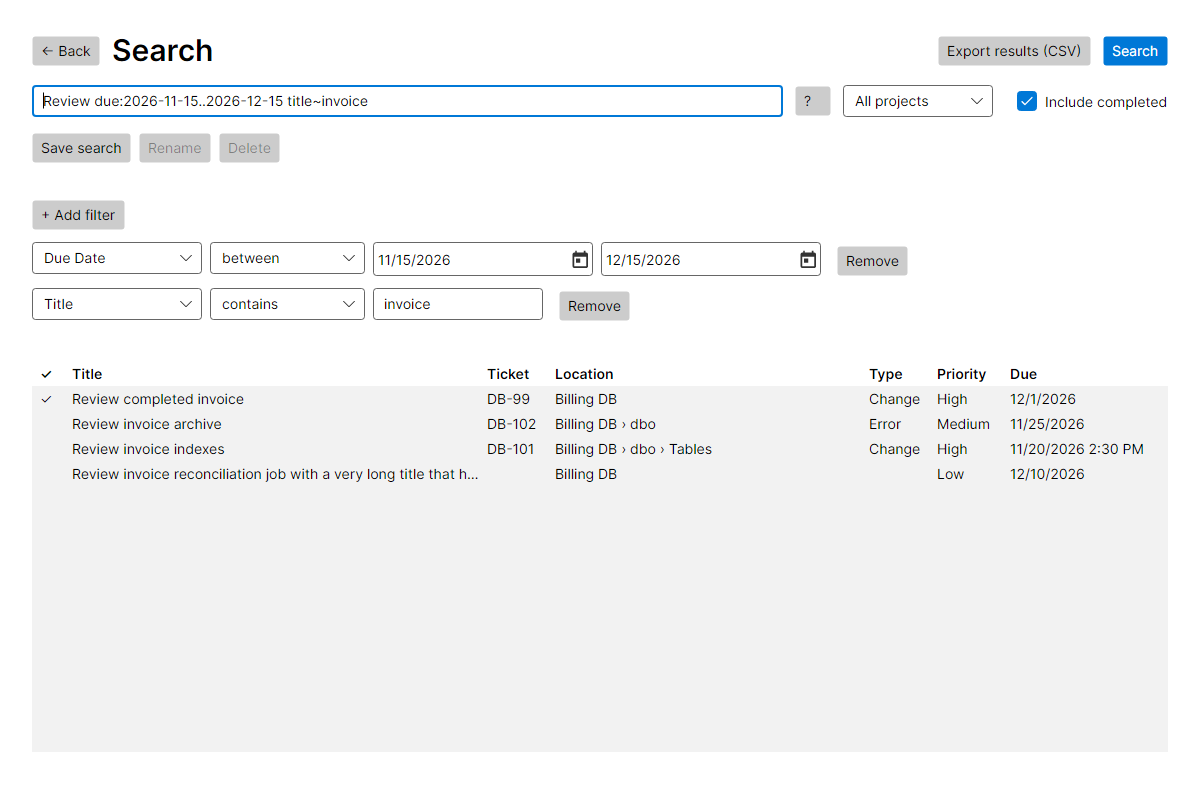 ← Back Search Export results (CSV) Search
Review due:2026-11-15..2026-12-15 title~invoice ? All projects Include completed
Save search Rename Delete
+ Add filter
Due Date between 11/15/2026 12/15/2026 Remove
Title contains invoice Remove
✓ Title Ticket Location Type Priority Due
✓ Review completed invoice DB-99 Billing DB Change High 12/1/2026
Review invoice archive DB-102 Billing DB › dbo Error Medium 11/25/2026
Review invoice indexes DB-101 Billing DB › dbo › Tables Change High 11/20/2026 2:30 PM
Review invoice reconciliation job with a very long title that h... Billing DB Low 12/10/2026